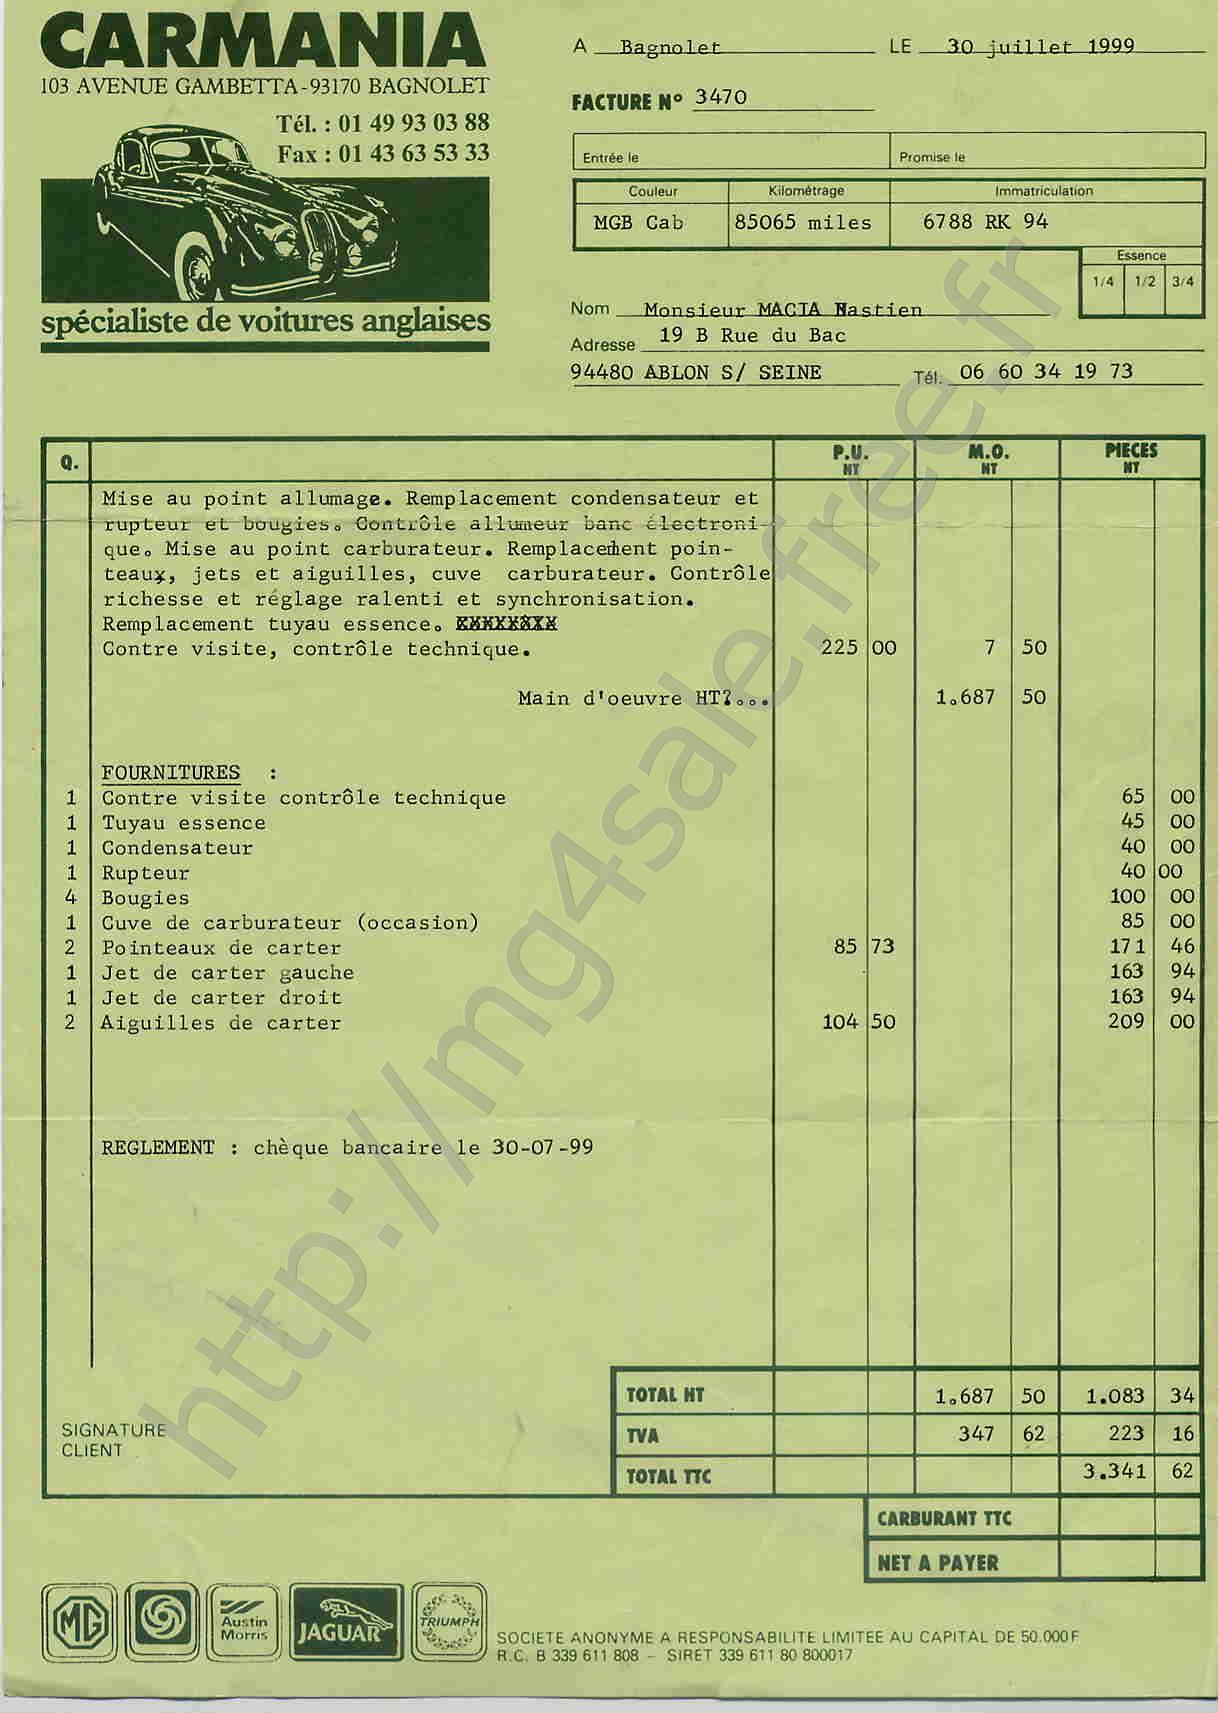 CARMANIA
103 AVENUE GAMBETTA-93170 BAGNOLET
Tél. : 01 49 93 03 88
Fax : 01 43 63 53 33
spécialiste de voitures anglaises
A Bagnolet LE 30 juillet 1999
FACTURE N° 3470
Entrée le Promise le
Couleur Kilométrage Immatriculation
MGB Cab 85065 miles 6788 RK 94
Essence
1/4 1/2 3/4
Nom Monsieur MACIA Bastien
Adresse 19 B Rue du Bac
94480 ABLON S/ SEINE Tél. 06 60 34 19 73
Q. P.U. HT M.O. HT PIECES HT
Mise au point allumage. Remplacement condensateur et
rupteur et bougies. Contrôle allumeur banc électroni-
que. Mise au point carburateur. Remplacement poin-
teaux, jets et aiguilles, cuve carburateur. Contrôle
richesse et réglage ralenti et synchronisation.
Remplacement tuyau essence.
Contre visite, contrôle technique. 225 00 7 50
Main d'oeuvre HT?... 1.687 50
FOURNITURES :
1 Contre visite contrôle technique 65 00
1 Tuyau essence 45 00
1 Condensateur 40 00
1 Rupteur 40 00
4 Bougies 100 00
1 Cuve de carburateur (occasion) 85 00
2 Pointeaux de carter 85 73 171 46
1 Jet de carter gauche 163 94
1 Jet de carter droit 163 94
2 Aiguilles de carter 104 50 209 00
REGLEMENT : chèque bancaire le 30-07-99
TOTAL HT 1.687 50 1.083 34
TVA 347 62 223 16
TOTAL TTC 3.341 62
SIGNATURE
CLIENT
CARBURANT TTC
NET A PAYER
MG
Austin
Morris
JAGUAR
TRIUMPH
SOCIETE ANONYME A RESPONSABILITE LIMITEE AU CAPITAL DE 50.000F
R.C. B 339 611 808 - SIRET 339 611 80 800017
http://mg4sale.free.fr